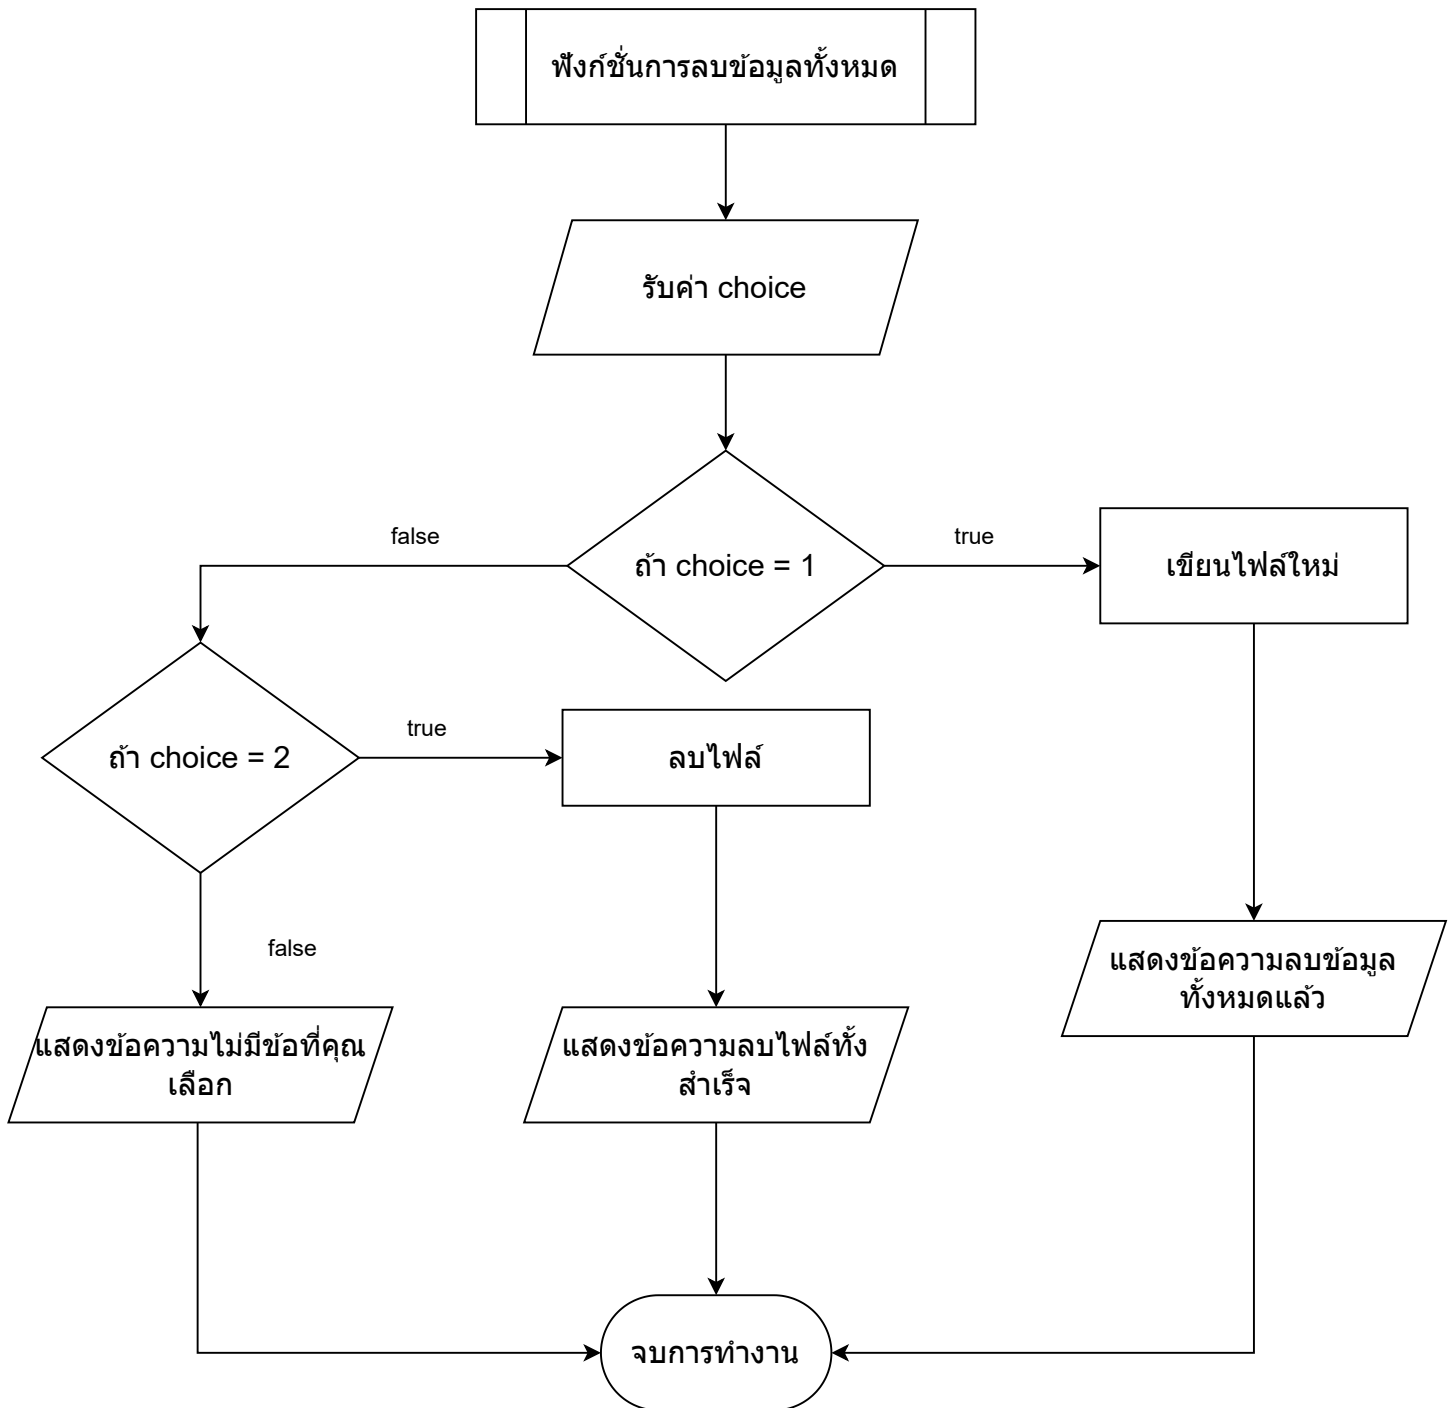 ฟังก์ชั่นการลบข้อมูลทั้งหมด
รับค่า choice
ถ้า choice = 1
false
true
เขียนไฟล์ใหม่
ถ้า choice = 2
true
ลบไฟล์
false
แสดงข้อความลบข้อมูล
ทั้งหมดแล้ว
แสดงข้อความไม่มีข้อที่คุณ
เลือก
แสดงข้อความลบไฟล์ทั้ง
สำเร็จ
จบการทำงาน